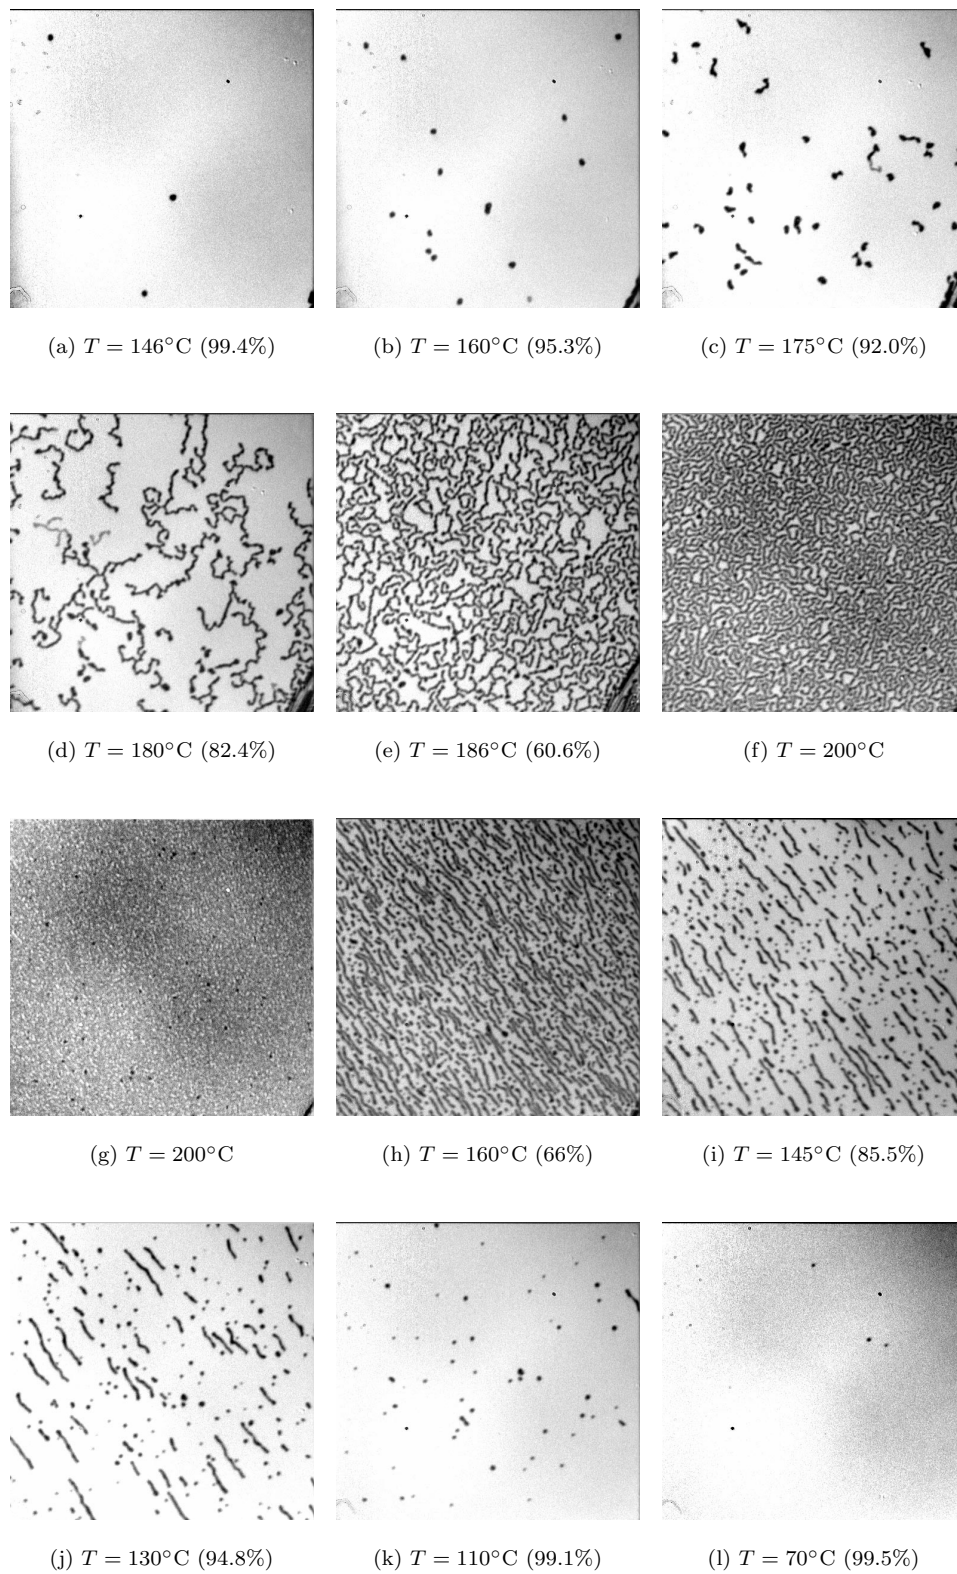 (a) T = 146°C (99.4%)
(b) T = 160°C (95.3%)
(c) T = 175°C (92.0%)
(d) T = 180°C (82.4%)
(e) T = 186°C (60.6%)
(f) T = 200°C
(g) T = 200°C
(h) T = 160°C (66%)
(i) T = 145°C (85.5%)
(j) T = 130°C (94.8%)
(k) T = 110°C (99.1%)
(l) T = 70°C (99.5%)